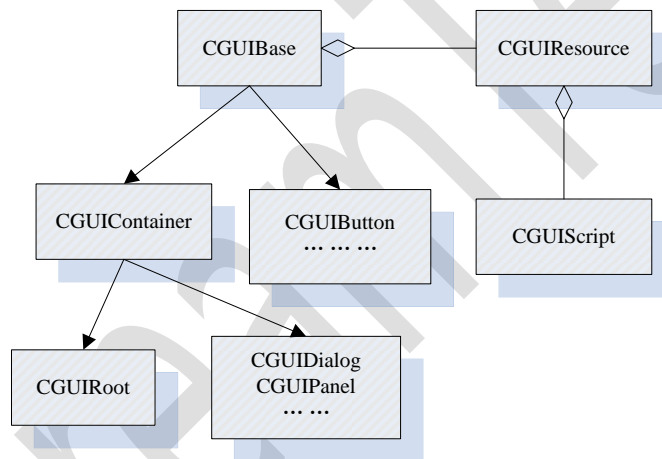 CGUIBase
CGUIResource
CGUIContainer
CGUIButton
... ... ...
CGUIScript
CGUIRoot
CGUIDialog
CGUIPanel
... ...